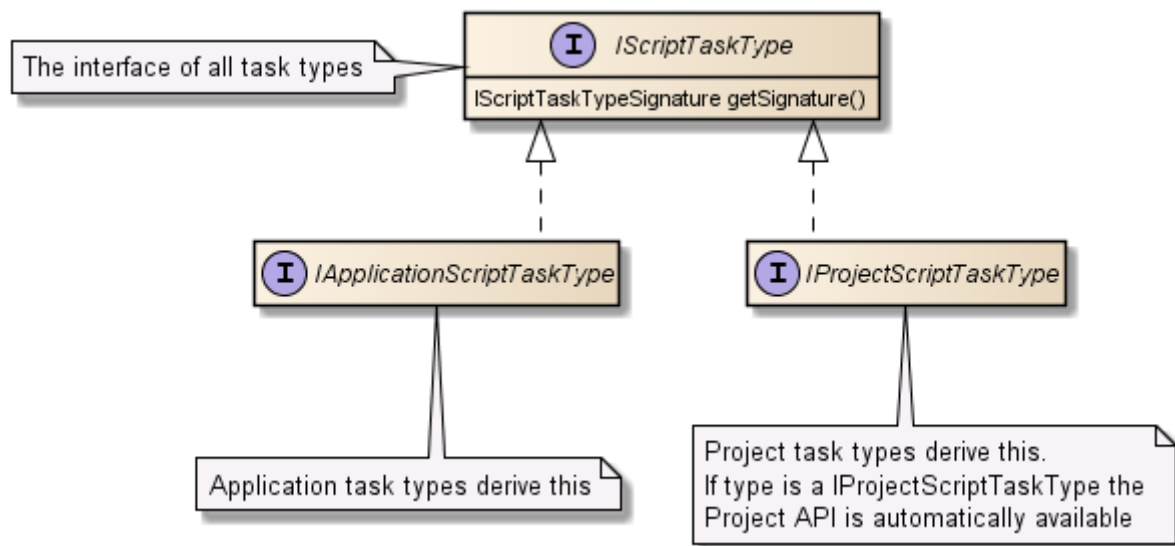 I IScriptTaskType
The interface of all task types
IScriptTaskTypeSignature getSignature()
I IApplicationScriptTaskType
I IProjectScriptTaskType
Application task types derive this
Project task types derive this.
If type is a IProjectScriptTaskType the
Project API is automatically available